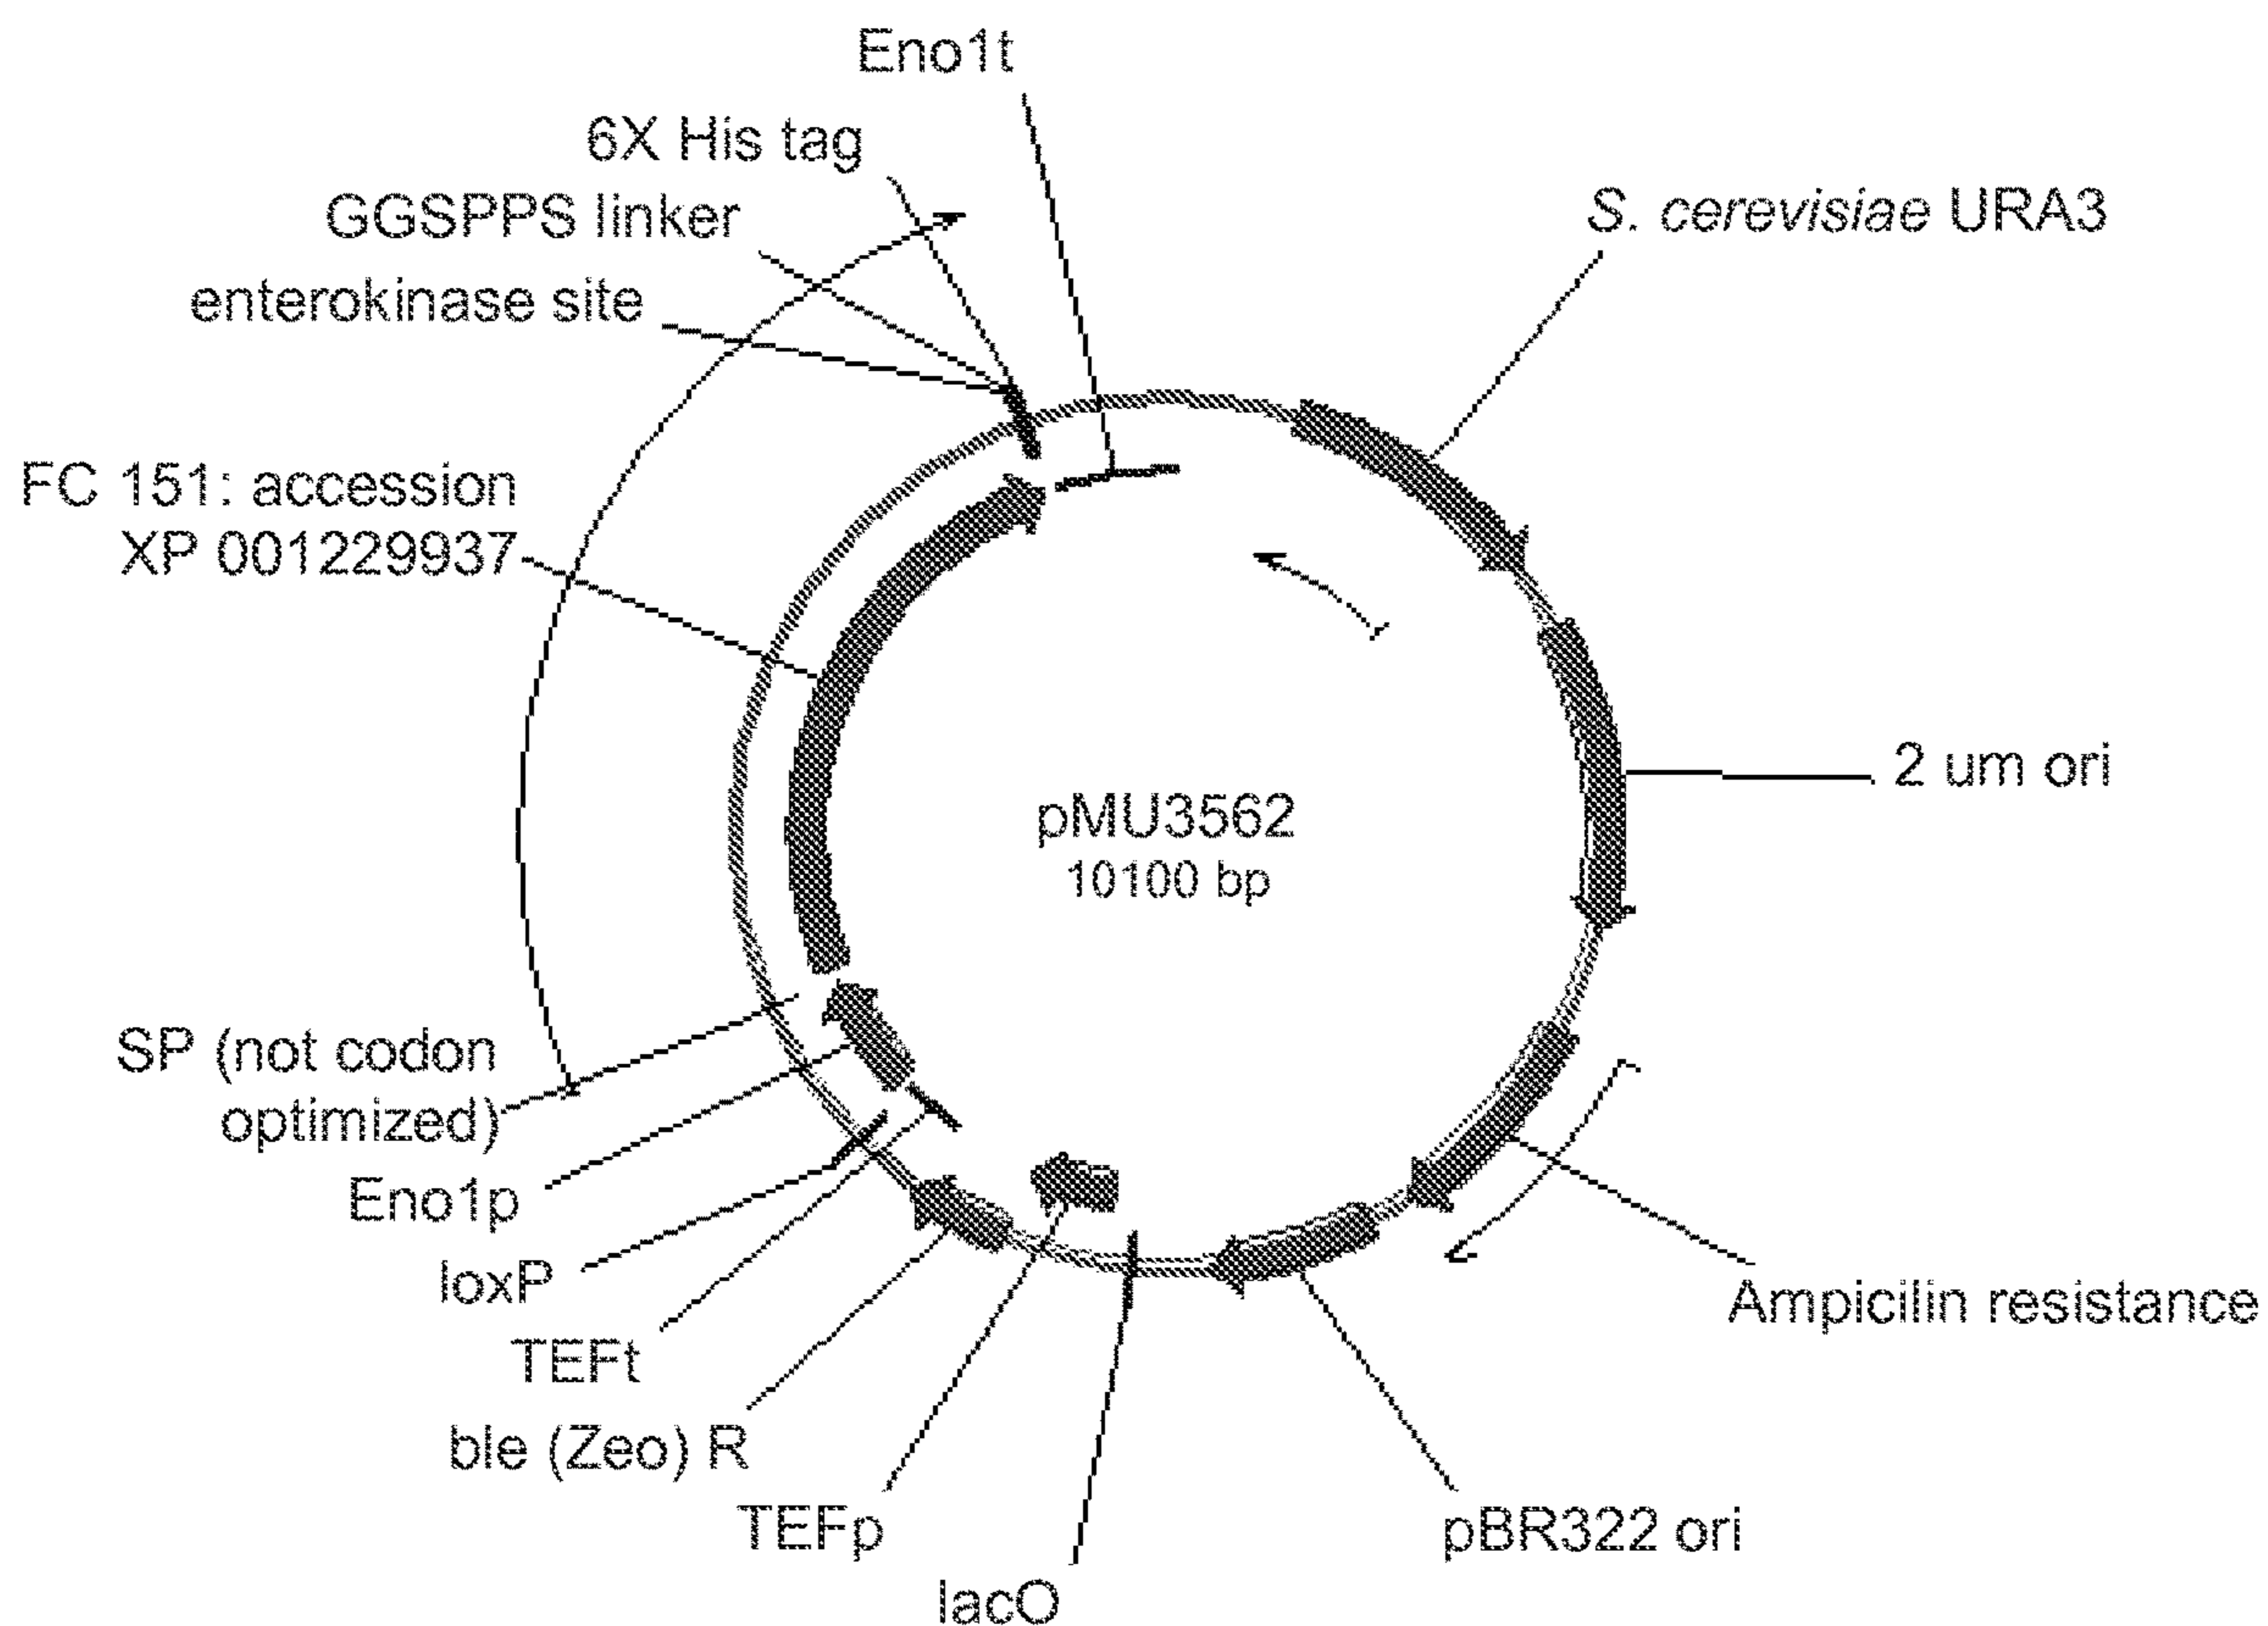 Eno1t
6X His tag
GGSPPS linker
enterokinase site
S. cerevisiae URA3
FC 151: accession
XP 001229937
2 um ori
pMU3562
10100 bp
SP (not codon
optimized)
Eno1p
loxP
TEFt
ble (Zeo) R
TEFp
lacO
pBR322 ori
Ampicilin resistance